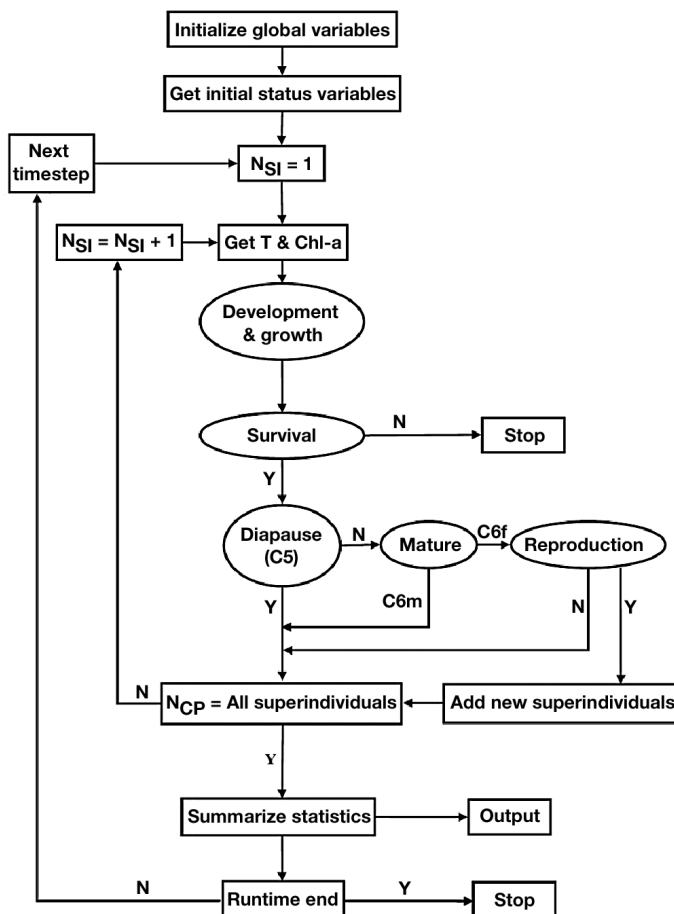 Initialize global variables
Get initial status variables
Next
timestep
NSI = 1
NSI = NSI + 1
Get T & Chl-a
Development
& growth
Survival
N
Stop
Y
Diapause
(C5)
N
Mature
C6f
Reproduction
C6m
Y
N
Y
N
NCP = All superindividuals
Add new superindividuals
Y
Summarize statistics
Output
N
Runtime end
Y
Stop